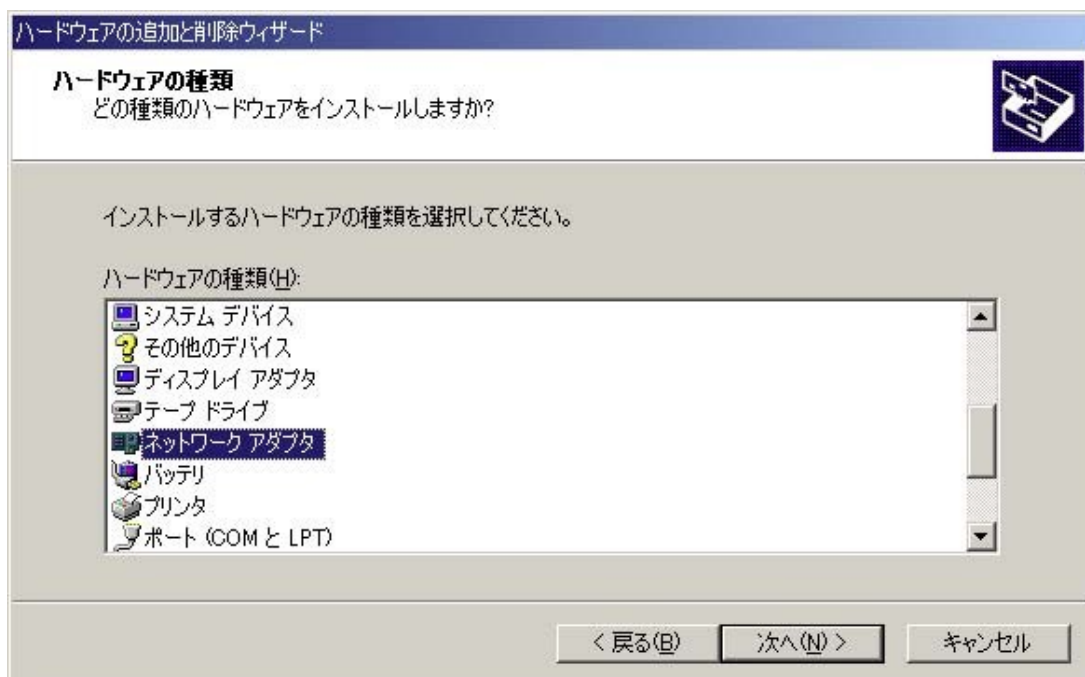 ハードウェアの追加と削除ウィザード
ハードウェアの種類
どの種類のハードウェアをインストールしますか?
インストールするハードウェアの種類を選択してください。
ハードウェアの種類(H):
システム デバイス
その他のデバイス
ディスプレイ アダプタ
テープ ドライブ
ネットワーク アダプタ
バッテリ
プリンタ
ポート (COM と LPT)
< 戻る(B) 次へ(N) > キャンセル